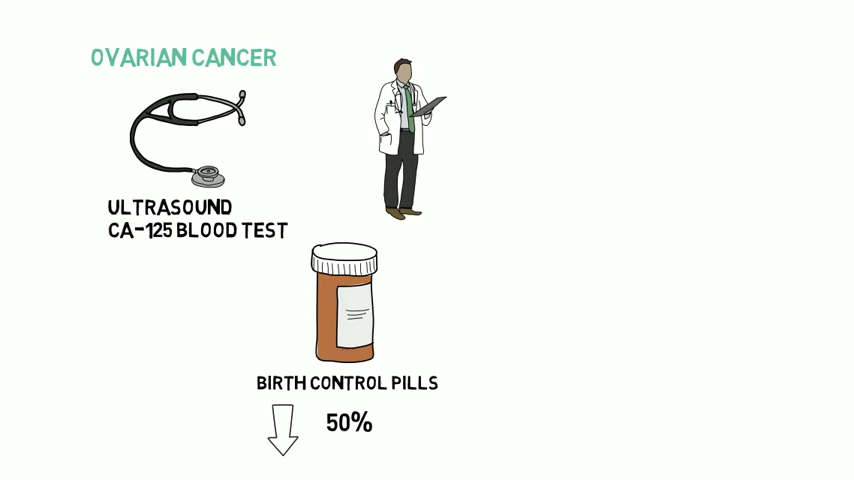 OVARIAN CANCER
ULTRASOUND
CA-125 BLOOD TEST
BIRTH CONTROL PILLS
50%